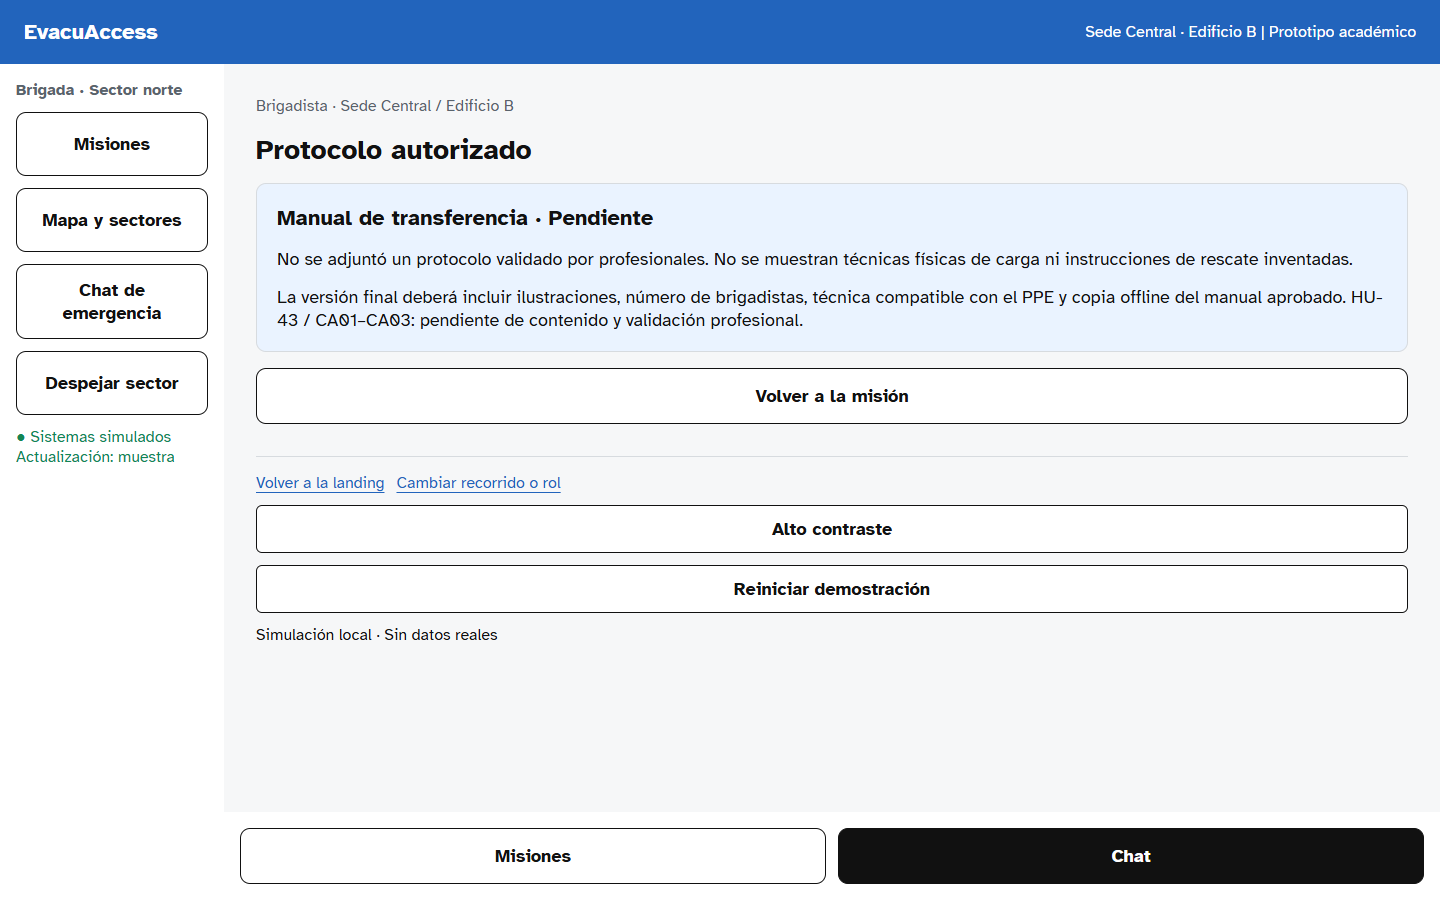 EvacuAccess
Sede Central · Edificio B | Prototipo académico
Brigada · Sector norte
Misiones
Mapa y sectores
Chat de
emergencia
Despejar sector
● Sistemas simulados
Actualización: muestra
Brigadista · Sede Central / Edificio B
Protocolo autorizado
Manual de transferencia · Pendiente
No se adjuntó un protocolo validado por profesionales. No se muestran técnicas físicas de carga ni instrucciones de rescate inventadas.
La versión final deberá incluir ilustraciones, número de brigadistas, técnica compatible con el PPE y copia offline del manual aprobado. HU-
43 / CA01–CA03: pendiente de contenido y validación profesional.
Volver a la misión
Volver a la landing Cambiar recorrido o rol
Alto contraste
Reiniciar demostración
Simulación local · Sin datos reales
Misiones
Chat